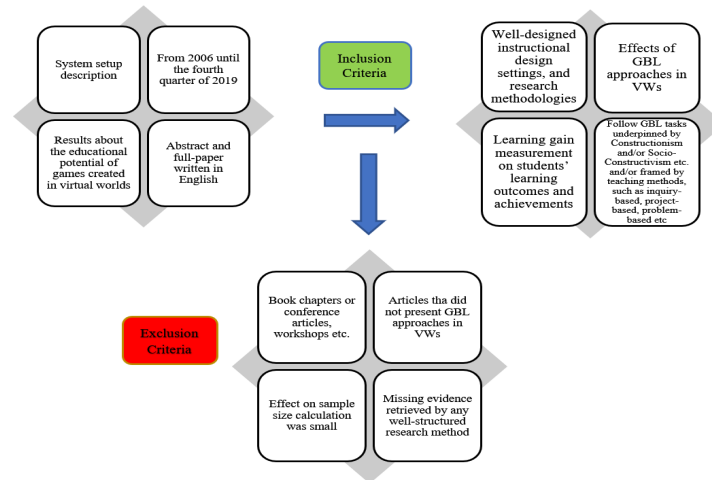 System setup
description
From 2006 until
the fourth
quarter of 2019
Results about
the educational
potential of
games created
in virtual worlds
Abstract and
full-paper
written in
English
Inclusion
Criteria
Well-designed
instructional
design
settings, and
research
methodologies
Effects of
GBL
approaches in
VWs
Learning gain
measurement
on students’
learning
outcomes and
achievements
Follow GBL tasks
underpinned by
Constructionism
and/or Socio-
Constructivism etc.
and/or framed by
teaching methods,
such as inquiry-
based, project-
based, problem-
based etc
Exclusion
Criteria
Book chapters or
conference
articles,
workshops etc.
Articles tha did
not present GBL
approaches in
VWs
Effect on sample
size calculation
was small
Missing evidence
retrieved by any
well-structured
research method